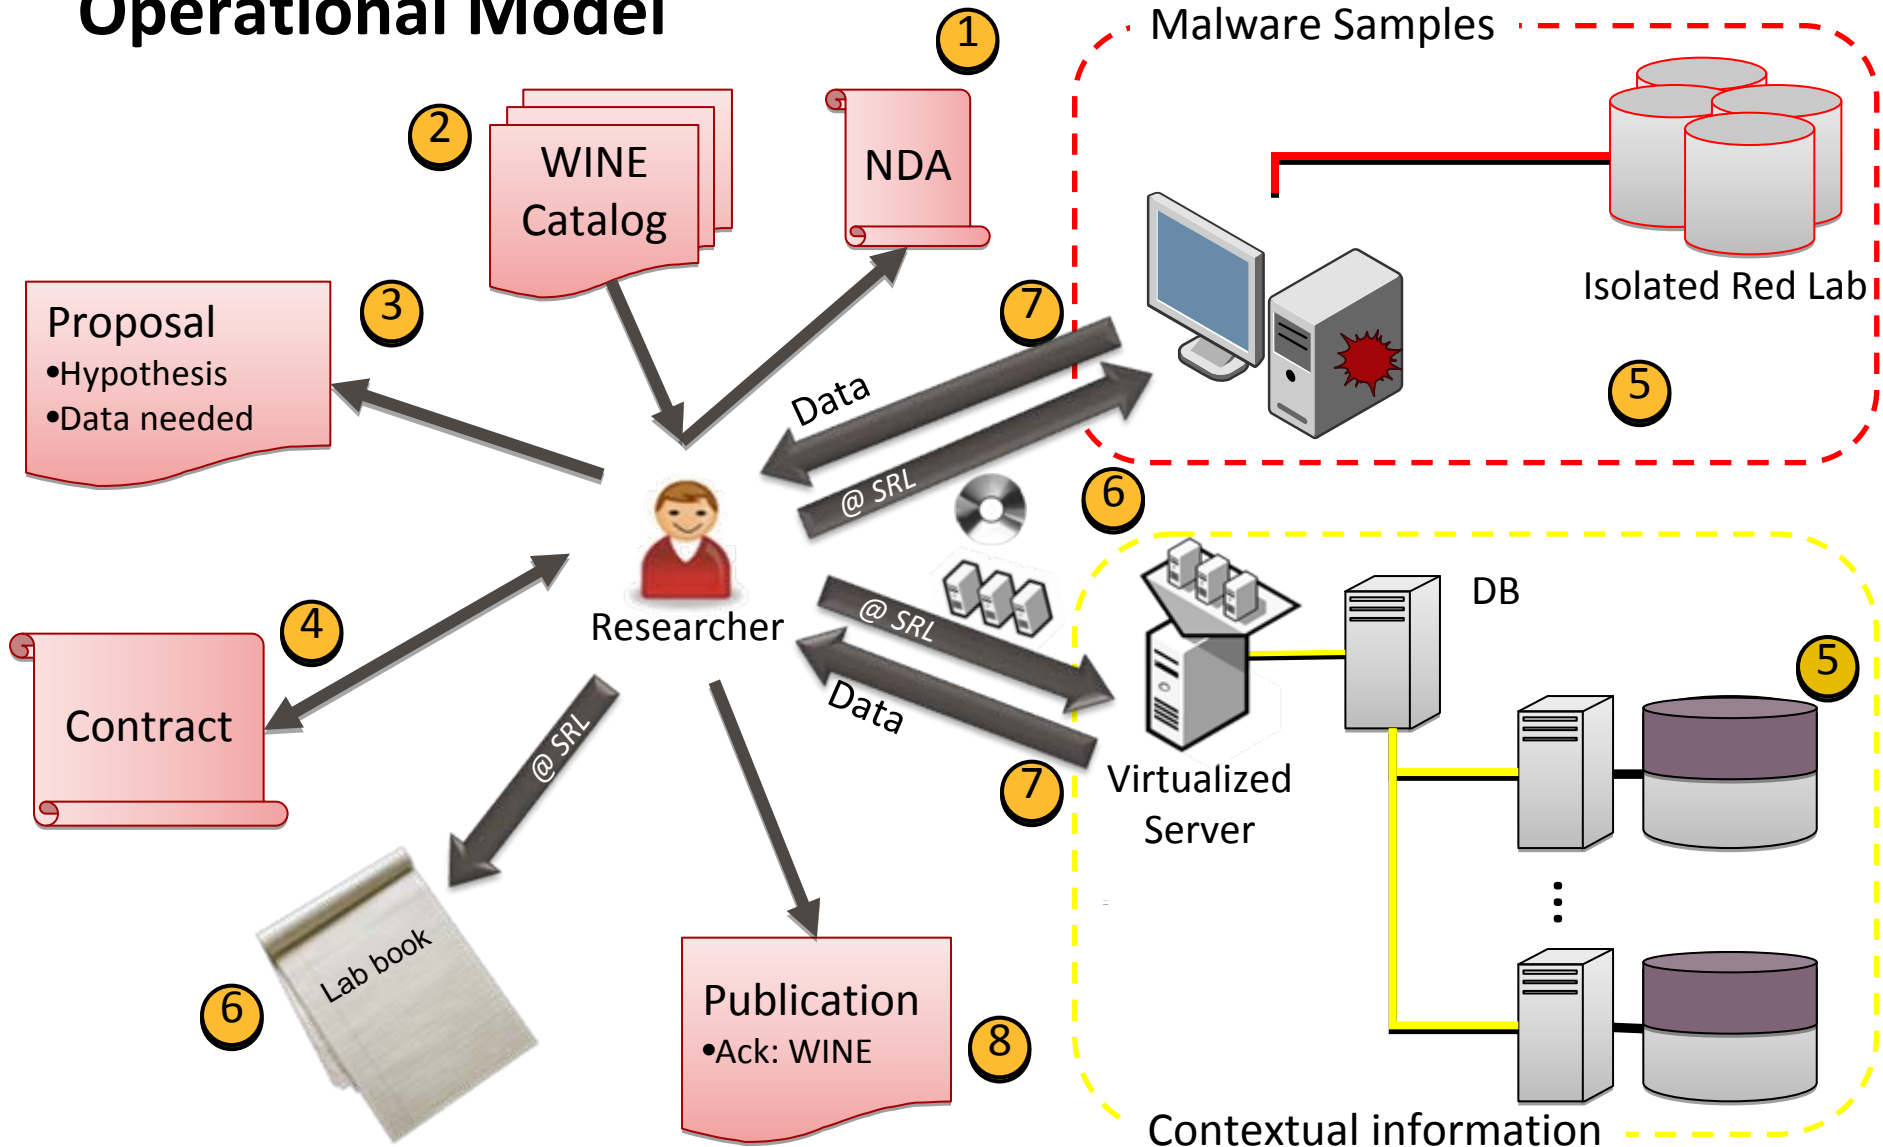 Operational Model
1
Malware Samples
2
WINE
Catalog
NDA
3
Proposal
•Hypothesis
•Data needed
7
Isolated Red Lab
5
Data
@ SRL
6
Researcher
4
Contract
@ SRL
Data
DB
5
7
Virtualized
Server
@ SRL
Lab book
6
Publication
•Ack: WINE
8
Contextual information